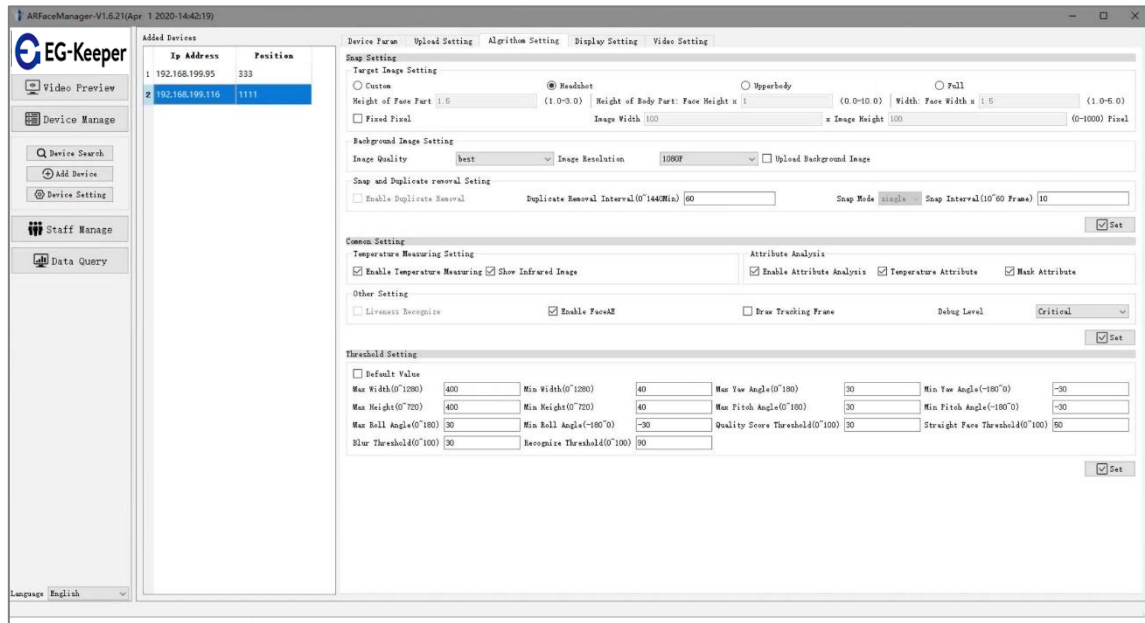 ARFaceManager-V1.6.21(Apr 1 2020-14:42:19)
EG-Keeper
Video Preview
Device Manage
Device Search
Add Device
Device Setting
Staff Manage
Data Query
Language English
Added Devices
Ip Address Position
1 192.168.199.95 333
2 192.168.199.116 1111
Device Param Upload Setting Algrithom Setting Display Setting Video Setting
Snap Setting
Target Image Setting
Custom Headshot Upperbody Full
Height of Face Part 1.5 (1.0~3.0) Height of Body Part: Face Height x 1 (0.0~10.0) Width: Face Width x 1.5 (1.0~5.0)
Fixed Pixel Image Width 100 x Image Height 100 (0~1000) Pixel
Background Image Setting
Image Quality best Image Resolution 1080P Upload Background Image
Snap and Duplicate removal Seting
Enable Duplicate Removal Duplicate Removal Interval(0~1440Min) 60 Snap Mode single Snap Interval(10~60 Frame) 10
Set
Common Setting
Temperature Measuring Setting Attribute Analysis
Enable Temperature Measuring Show Infrared Image Enable Attribute Analysis Temperature Attribute Mask Attribute
Other Setting
Liveness Recognize Enable FaceAE Draw Tracking Frame Debug Level Critical
Set
Threshold Setting
Default Value
Max Width(0~1280) 400 Min Width(0~1280) 40 Max Yaw Angle(0~180) 30 Min Yaw Angle(-180~0) -30
Max Height(0~720) 400 Min Height(0~720) 40 Max Pitch Angle(0~180) 30 Min Pitch Angle(-180~0) -30
Max Roll Angle(0~180) 30 Min Roll Angle(-180~0) -30 Quality Score Threshold(0~100) 30 Straight Face Threshold(0~100) 50
Blur Threshold(0~100) 30 Recognize Threshold(0~100) 90
Set